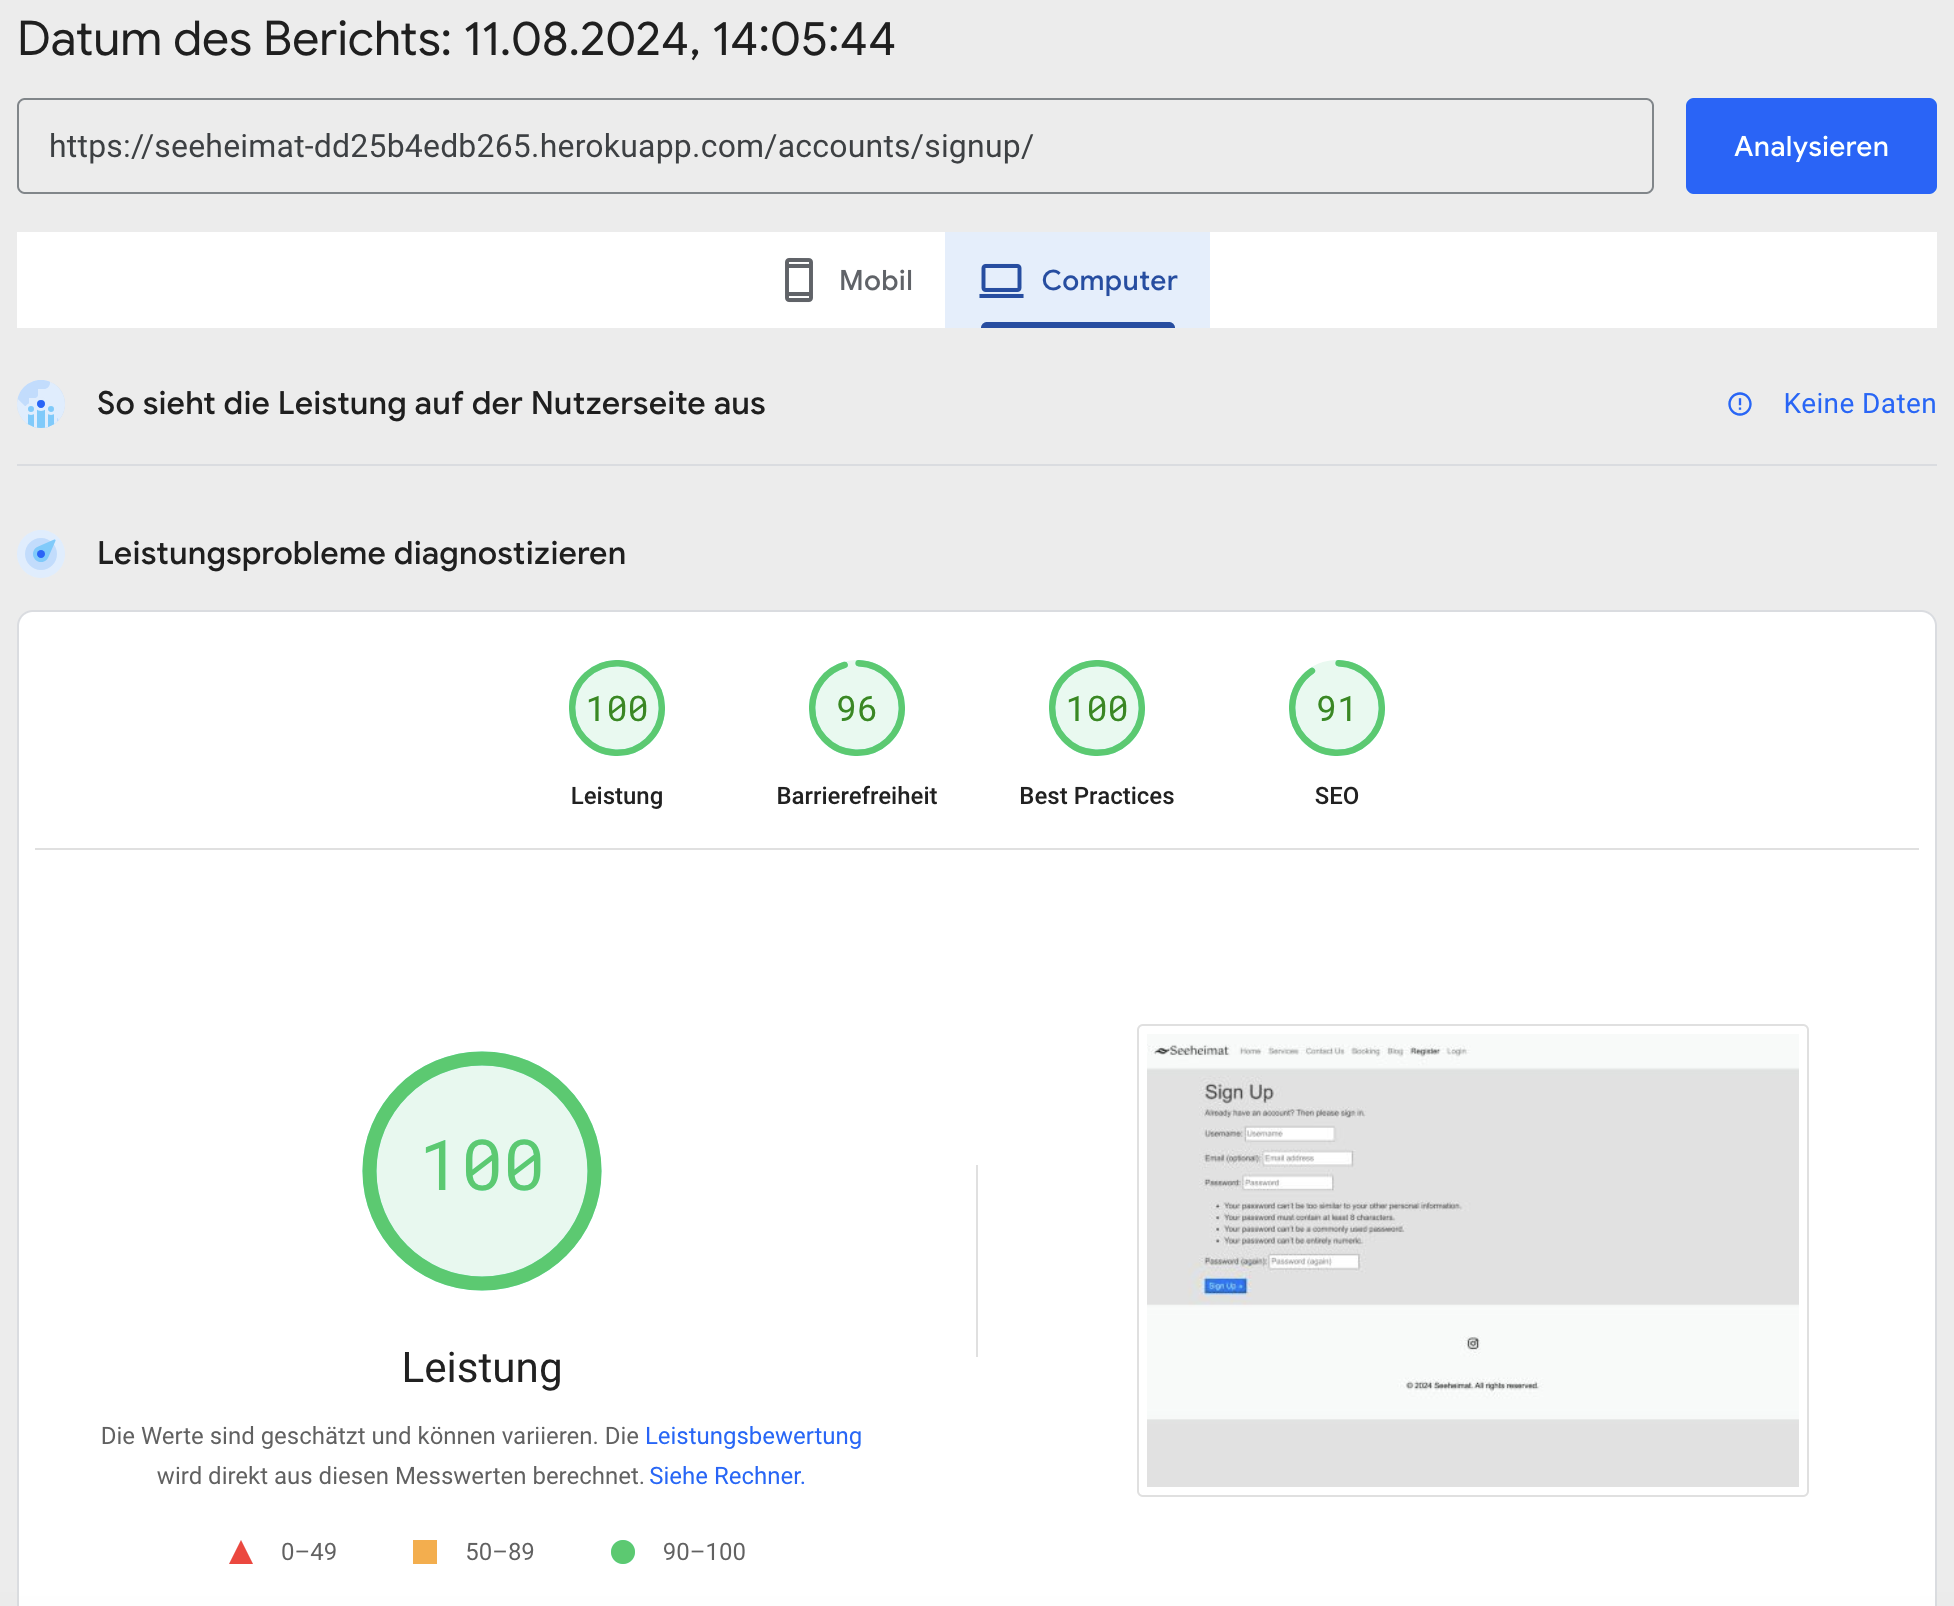 Datum des Berichts: 11.08.2024, 14:05:44
https://seeheimat-dd25b4edb265.herokuapp.com/accounts/signup/
Analysieren
Mobil
Computer
So sieht die Leistung auf der Nutzerseite aus
Keine Daten
Leistungsprobleme diagnostizieren
100
96
100
91
Leistung
Barrierefreiheit
Best Practices
SEO
100
Leistung
Die Werte sind geschätzt und können variieren. Die Leistungsbewertung
wird direkt aus diesen Messwerten berechnet. Siehe Rechner.
0–49
50–89
90–100
Seeheimat Home Services Contact Us Booking Blog Register Login
Sign Up
Already have an account? Then please sign in.
Username: Username
Email (optional): Email address
Password: Password
• Your password can't be too similar to your other personal information.
• Your password must contain at least 8 characters.
• Your password can't be a commonly used password.
• Your password can't be entirely numeric.
Password (again): Password (again)
Sign Up »
© 2024 Seeheimat. All rights reserved.